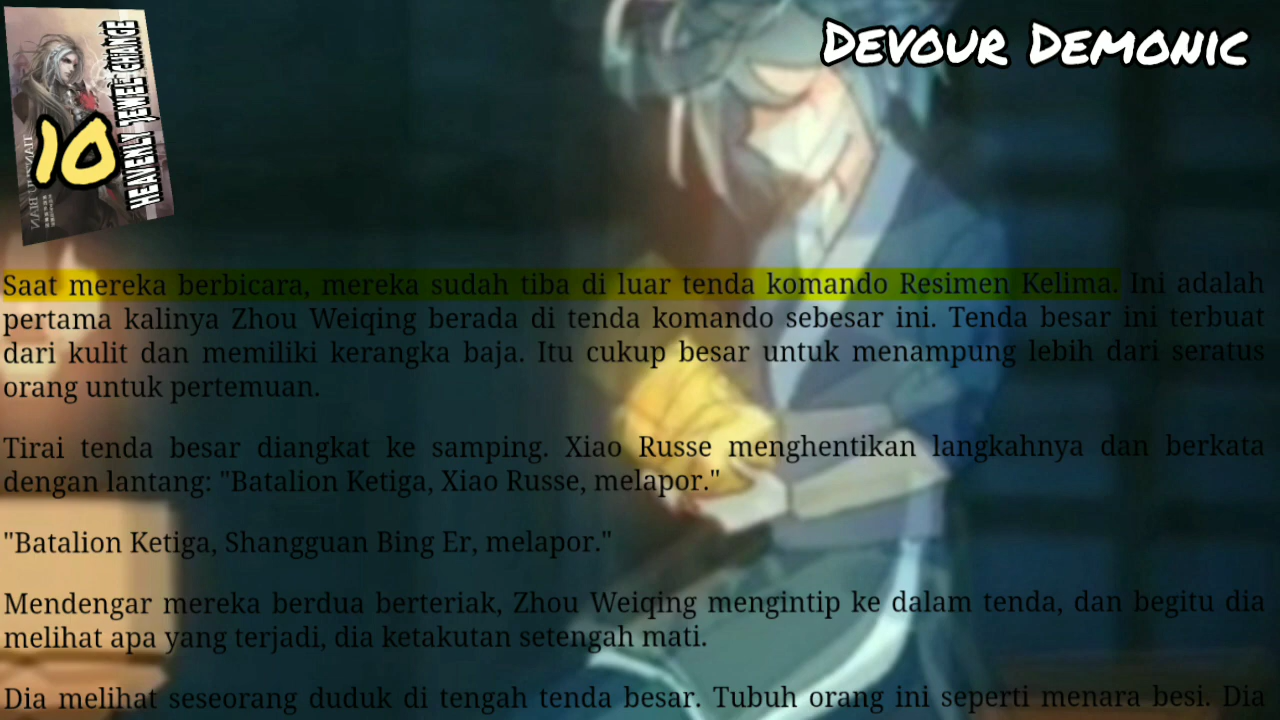 DEVOUR DEMONIC
HEAVENLY JEWEL CHANGE
10
Saat mereka berbicara, mereka sudah tiba di luar tenda komando Resimen Kelima. Ini adalah
pertama kalinya Zhou Weiqing berada di tenda komando sebesar ini. Tenda besar ini terbuat
dari kulit dan memiliki kerangka baja. Itu cukup besar untuk menampung lebih dari seratus
orang untuk pertemuan.
Tirai tenda besar diangkat ke samping. Xiao Russe menghentikan langkahnya dan berkata
dengan lantang: "Batalion Ketiga, Xiao Russe, melapor."
"Batalion Ketiga, Shangguan Bing Er, melapor."
Mendengar mereka berdua berteriak, Zhou Weiqing mengintip ke dalam tenda, dan begitu dia
melihat apa yang terjadi, dia ketakutan setengah mati.
Dia melihat seseorang duduk di tengah tenda besar. Tubuh orang ini seperti menara besi. Dia